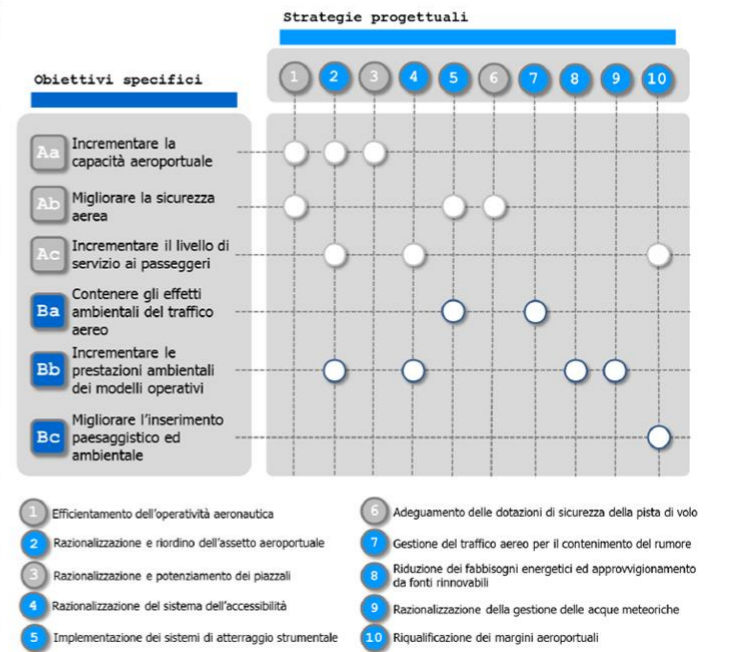 Strategie progettuali
Obiettivi specifici
1 2 3 4 5 6 7 8 9 10
Aa Incrementare la
capacità aeroportuale
Ab Migliorare la sicurezza
aerea
Ac Incrementare il livello di
servizio ai passeggeri
Ba Contenere gli effetti
ambientali del traffico
aereo
Bb Incrementare le
prestazioni ambientali
dei modelli operativi
Bc Migliorare l'inserimento
paesaggistico ed
ambientale
1 Efficientamento dell'operatività aeronautica
2 Razionalizzazione e riordino dell'assetto aeroportuale
3 Razionalizzazione e potenziamento dei piazzali
4 Razionalizzazione del sistema dell'accessibilità
5 Implementazione dei sistemi di atterraggio strumentale
6 Adeguamento delle dotazioni di sicurezza della pista di volo
7 Gestione del traffico aereo per il contenimento del rumore
8 Riduzione dei fabbisogni energetici ed approvvigionamento
da fonti rinnovabili
9 Razionalizzazione della gestione delle acque meteoriche
10 Riqualificazione dei margini aeroportuali